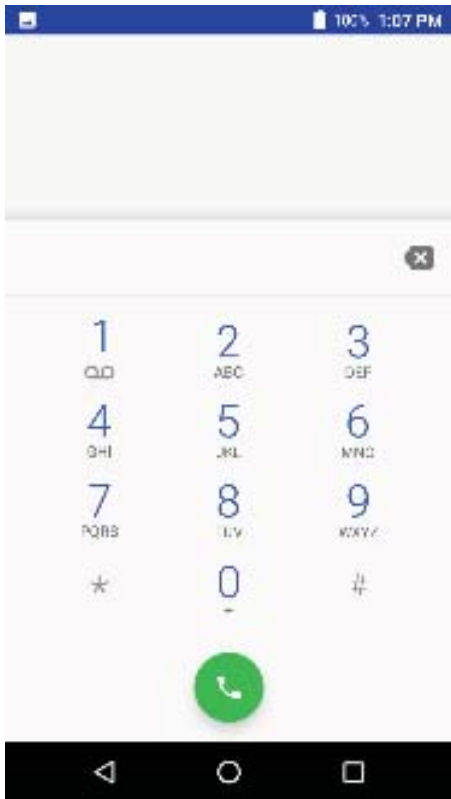 100% 1:07 PM
1 2 3
ABC DEF
4 5 6
GHI JKL MNO
7 8 9
PQRS TUV WXYZ
* 0 #
+